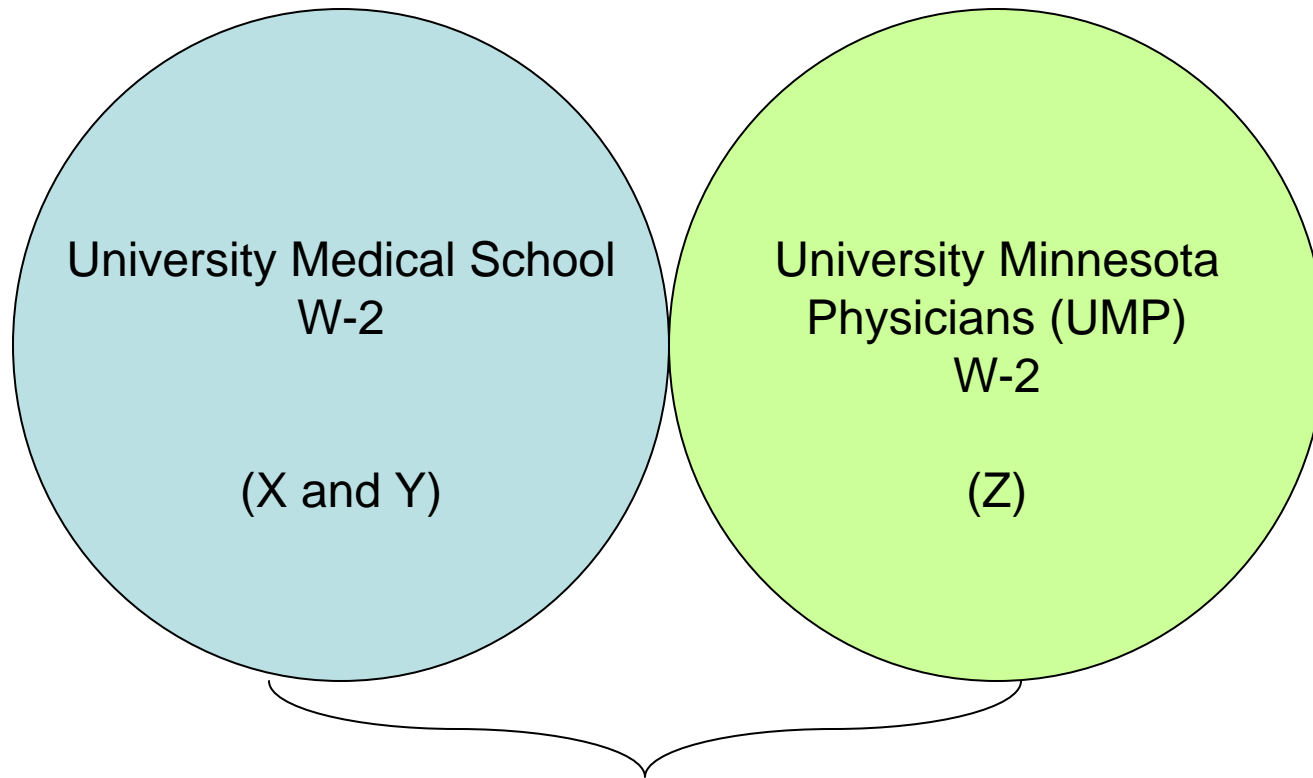 University Medical School
W-2
(X and Y)
University Minnesota
Physicians (UMP)
W-2
(Z)